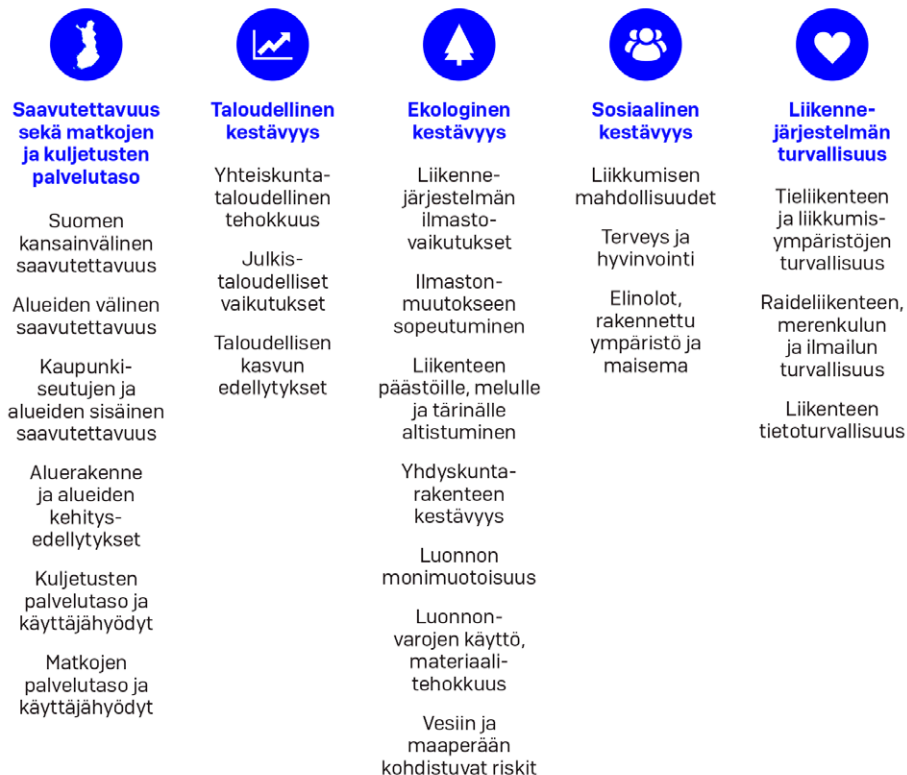 Saavutettavuus
sekä matkojen
ja kuljetusten
palvelutaso
Suomen
kansainvälinen
saavutettavuus
Alueiden välinen
saavutettavuus
Kaupunki-
seutujen ja
alueiden sisäinen
saavutettavuus
Aluerakenne
ja alueiden
kehitys-
edellytykset
Kuljetusten
palvelutaso ja
käyttäjähyödyt
Matkojen
palvelutaso ja
käyttäjähyödyt
Taloudellinen
kestävyys
Yhteiskunta-
taloudellinen
tehokkuus
Julkis-
taloudelliset
vaikutukset
Taloudellisen
kasvun
edellytykset
Ekologinen
kestävyys
Liikenne-
järjestelmän
ilmasto-
vaikutukset
Ilmaston-
muutokseen
sopeutuminen
Liikenteen
päästöille, melulle
ja tärinälle
altistuminen
Yhdyskunta-
rakenteen
kestävyys
Luonnon
monimuotoisuus
Luonnon-
varojen käyttö,
materiaali-
tehokkuus
Vesiin ja
maaperään
kohdistuvat riskit
Sosiaalinen
kestävyys
Liikkumisen
mahdollisuudet
Terveys ja
hyvinvointi
Elinolot,
rakennettu
ympäristö ja
maisema
Liikenne-
järjestelmän
turvallisuus
Tieliikenteen
ja liikkumis-
ympäristöjen
turvallisuus
Raideliikenteen,
merenkulun
ja ilmailun
turvallisuus
Liikenteen
tietoturvallisuus